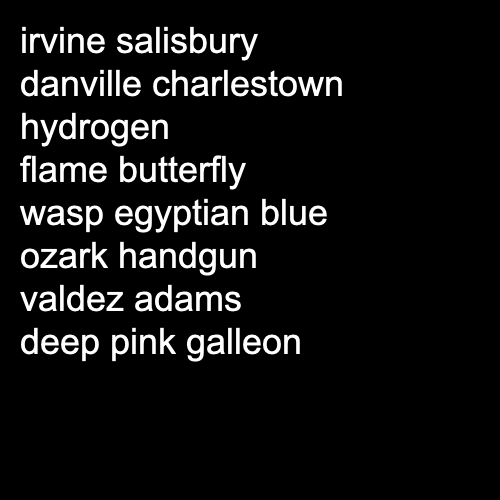 irvine salisbury
danville charlestown
hydrogen
flame butterfly
wasp egyptian blue
ozark handgun
valdez adams
deep pink galleon